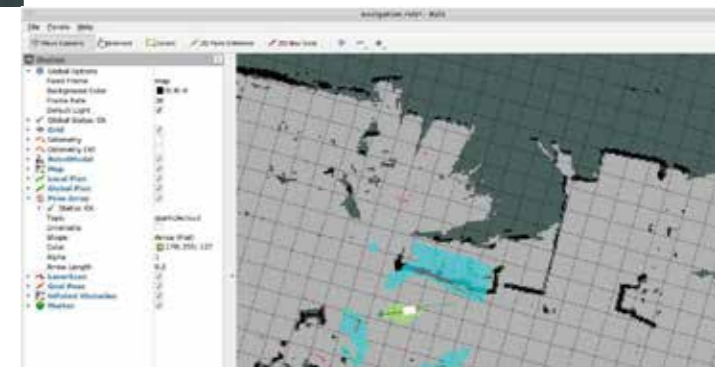 navigation.rviz* - RViz
File Panels Help
Move Camera Select 2D Pose Estimate 2D Nav Goal
Displays
Global Options
Fixed Frame map
Background Color
Frame Rate 30
Default Light
Global Status: Ok
Grid
Odometry
RobotModel
Map
Local Plan
Global Plan
Pose Array
Status: Ok
Topic /particlecloud
Unreliable
Shape Arrow (Flat)
Color
Alpha 1
Arrow Length
LaserScan
Goal Pose
Inflated Obstacles
Marker